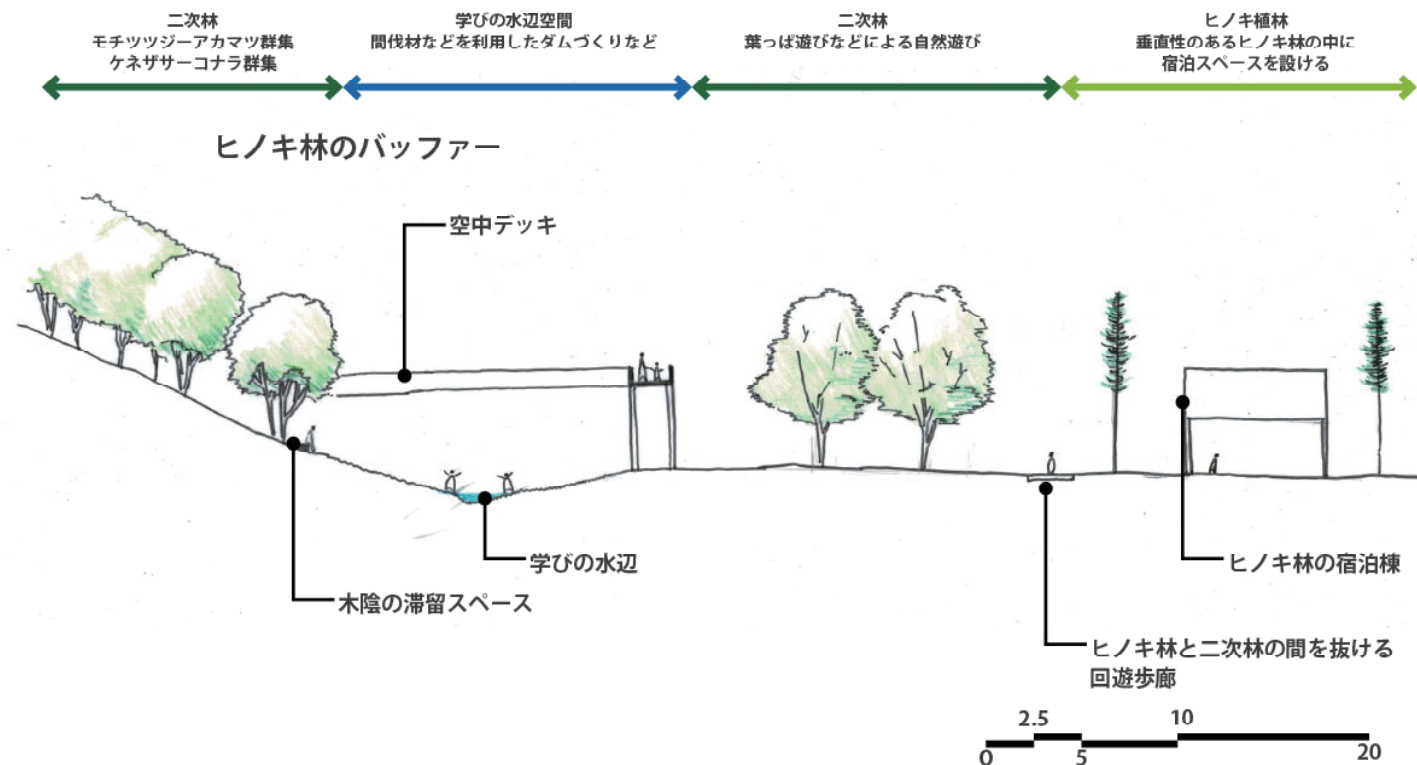 二次林
モチツツジーアカマツ群集
ケネザサーコナラ群集
学びの水辺空間
間伐材などを利用したダムづくりなど
二次林
葉っぱ遊びなどによる自然遊び
ヒノキ植林
垂直性のあるヒノキ林の中に
宿泊スペースを設ける
ヒノキ林のバッファー
空中デッキ
学びの水辺
木陰の滞留スペース
ヒノキ林の宿泊棟
ヒノキ林と二次林の間を抜ける
回遊歩廊
2.5
10
0
5
20